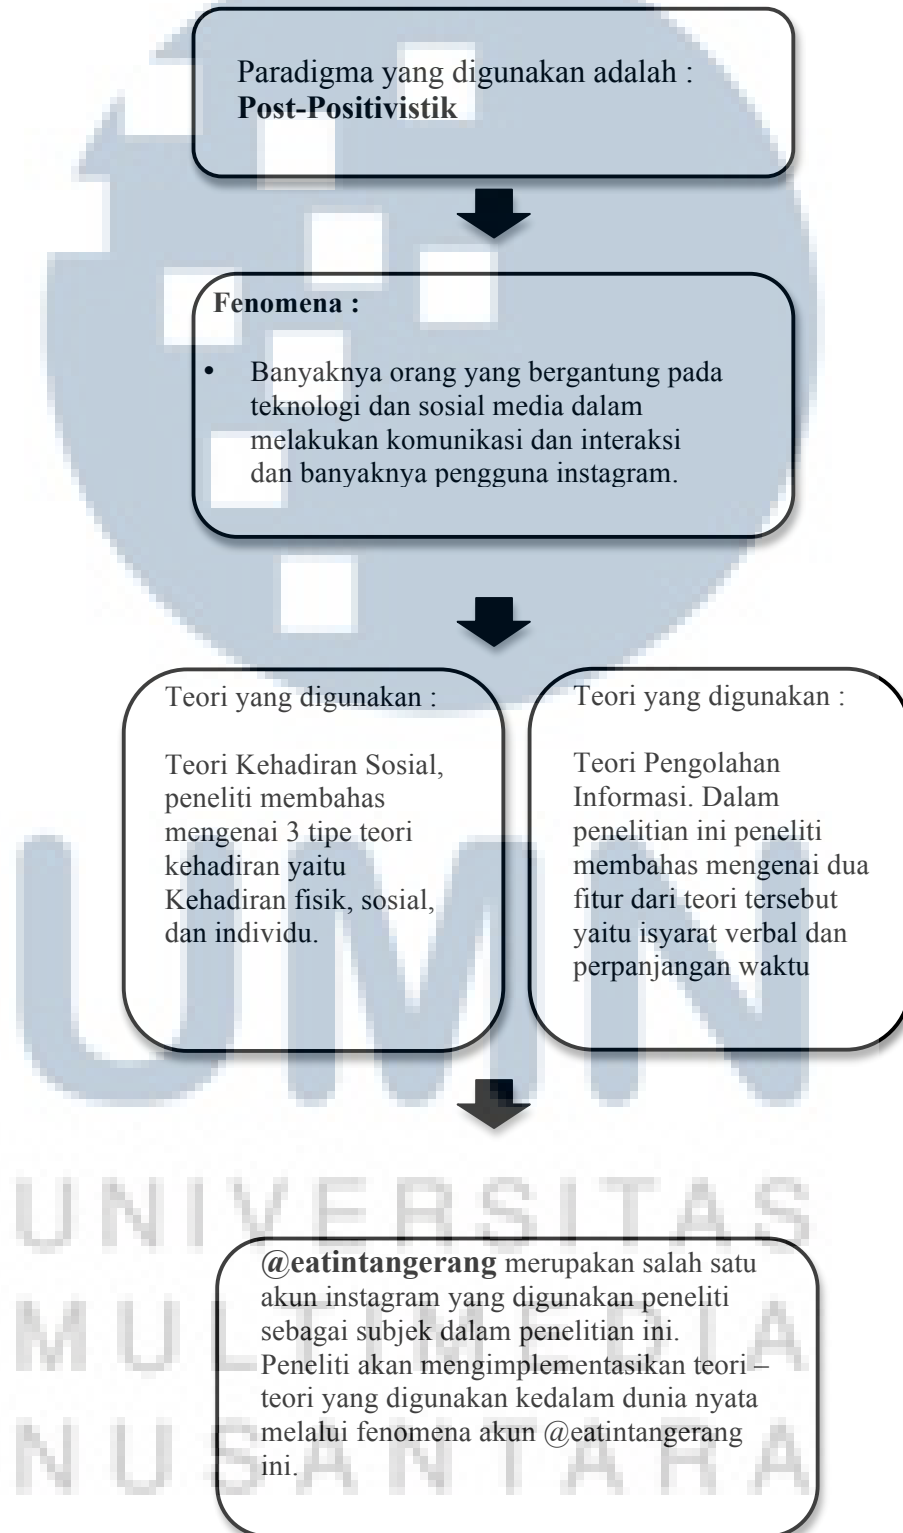 Paradigma yang digunakan adalah :
Post-Positivistik
Fenomena :
• Banyaknya orang yang bergantung pada
teknologi dan sosial media dalam
melakukan komunikasi dan interaksi
dan banyaknya pengguna instagram.
Teori yang digunakan :
Teori Kehadiran Sosial,
peneliti membahas
mengenai 3 tipe teori
kehadiran yaitu
Kehadiran fisik, sosial,
dan individu.
Teori yang digunakan :
Teori Pengolahan
Informasi. Dalam
penelitian ini peneliti
membahas mengenai dua
fitur dari teori tersebut
yaitu isyarat verbal dan
perpanjangan waktu
@eatintangerang merupakan salah satu
akun instagram yang digunakan peneliti
sebagai subjek dalam penelitian ini.
Peneliti akan mengimplementasikan teori –
teori yang digunakan kedalam dunia nyata
melalui fenomena akun @eatintangerang
ini.
UMN
UNIVERSITAS
MULTIMEDIA
NUSANTARA